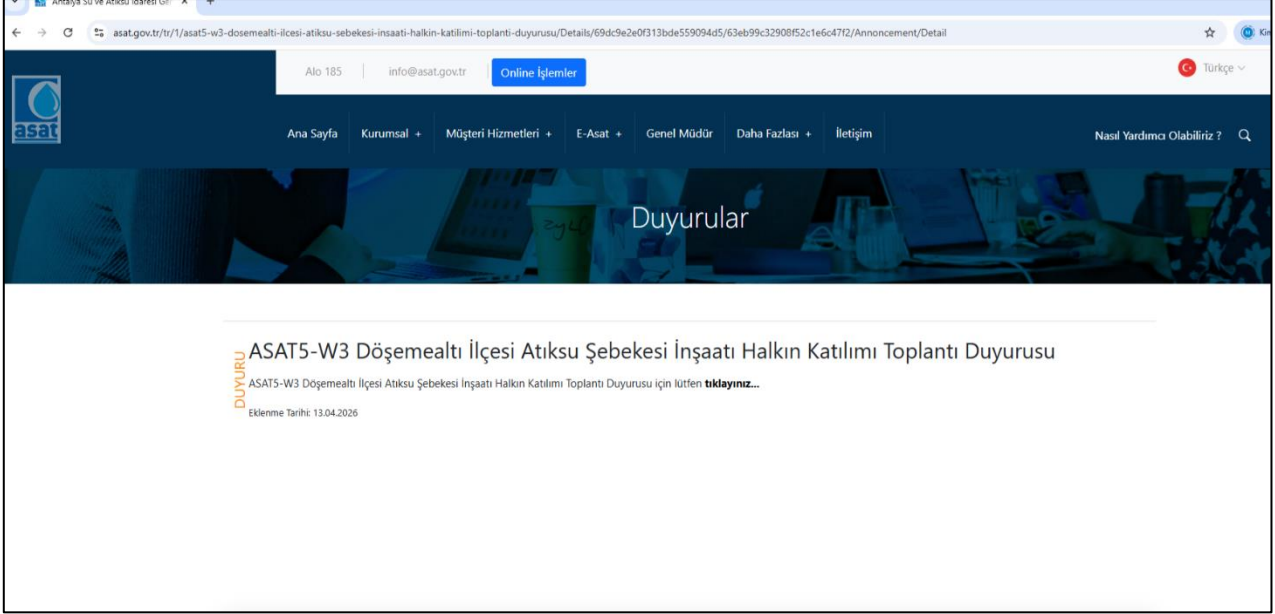 Antalya Su ve Atıksu İdaresi Gen
asat.gov.tr/tr/1/asat5-w3-dosemealti-ilcesi-atiksu-sebekesi-insaati-halkin-katilimi-toplanti-duyurusu/Details/69dc9e2e0f313bde559094d5/63eb99c32908f52c1e6c47f2/Annoncement/Detail
Alo 185 info@asat.gov.tr Online İşlemler Türkçe
asat
Ana Sayfa Kurumsal + Müşteri Hizmetleri + E-Asat + Genel Müdür Daha Fazlası + İletişim Nasıl Yardımcı Olabiliriz ?
Duyurular
DUYURU
ASAT5-W3 Döşemealtı İlçesi Atıksu Şebekesi İnşaatı Halkın Katılımı Toplantı Duyurusu
ASAT5-W3 Döşemealtı İlçesi Atıksu Şebekesi İnşaatı Halkın Katılımı Toplantı Duyurusu için lütfen tıklayınız...
Eklenme Tarihi: 13.04.2026